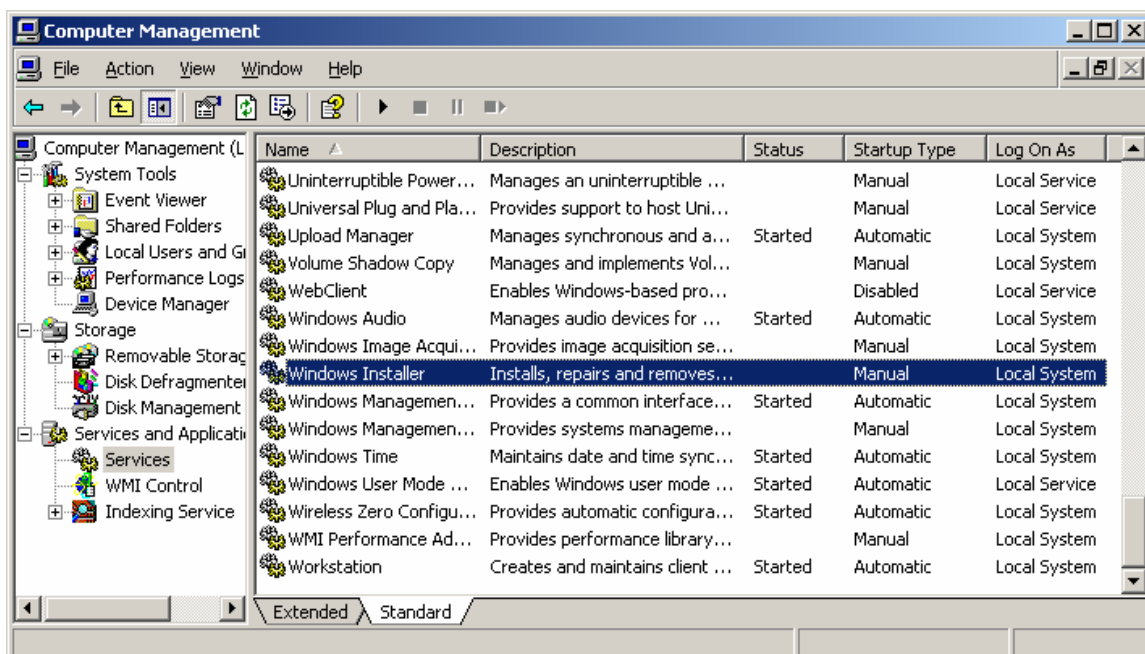 Computer Management
File Action View Window Help
Computer Management (L
System Tools
Event Viewer
Shared Folders
Local Users and Gr
Performance Logs
Device Manager
Storage
Removable Storag
Disk Defragmenter
Disk Management
Services and Applicati
Services
WMI Control
Indexing Service
Name Description Status Startup Type Log On As
Uninterruptible Power... Manages an uninterruptible ... Manual Local Service
Universal Plug and Pla... Provides support to host Uni... Manual Local Service
Upload Manager Manages synchronous and a... Started Automatic Local System
Volume Shadow Copy Manages and implements Vol... Manual Local System
WebClient Enables Windows-based pro... Disabled Local Service
Windows Audio Manages audio devices for ... Started Automatic Local System
Windows Image Acqui... Provides image acquisition se... Manual Local System
Windows Installer Installs, repairs and removes... Manual Local System
Windows Managemen... Provides a common interface... Started Automatic Local System
Windows Managemen... Provides systems manageme... Manual Local System
Windows Time Maintains date and time sync... Started Automatic Local System
Windows User Mode ... Enables Windows user mode ... Started Automatic Local Service
Wireless Zero Configu... Provides automatic configura... Started Automatic Local System
WMI Performance Ad... Provides performance library... Manual Local System
Workstation Creates and maintains client ... Started Automatic Local System
Extended Standard